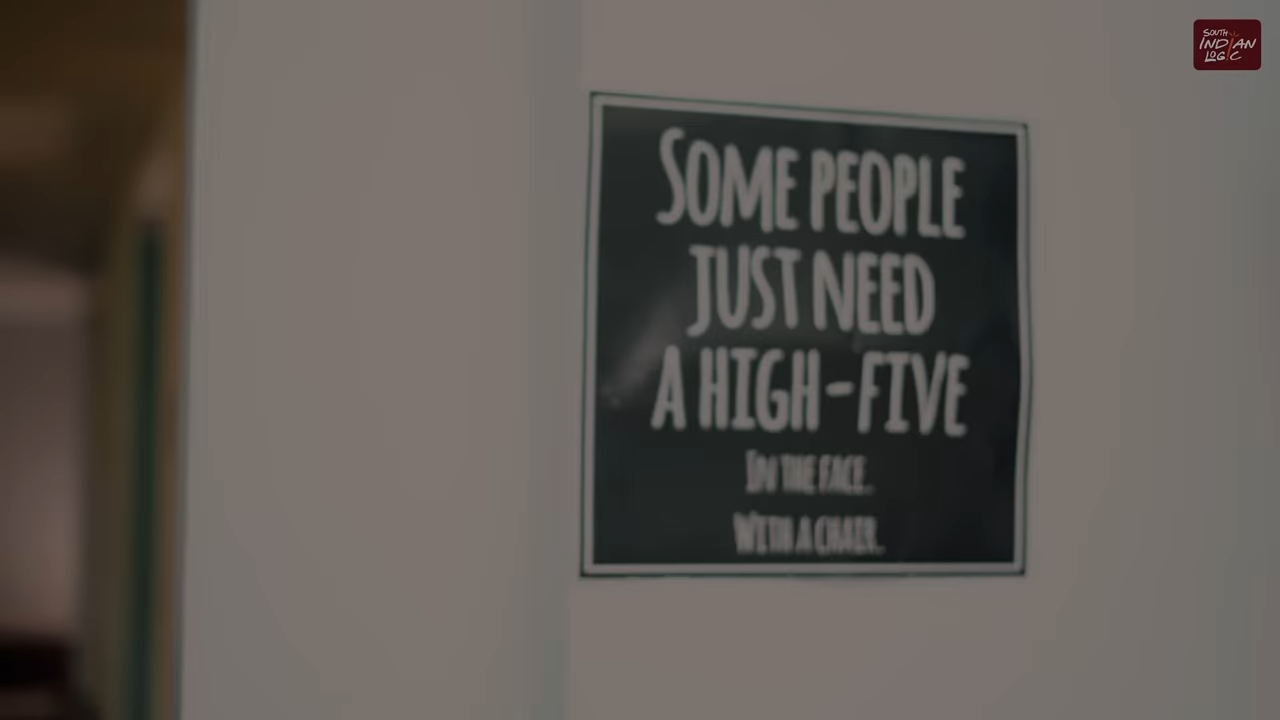 SOUTH
INDIAN
LOGIC
SOME PEOPLE
JUST NEED
A HIGH-FIVE
IN THE FACE.
WITH A CHAIR.